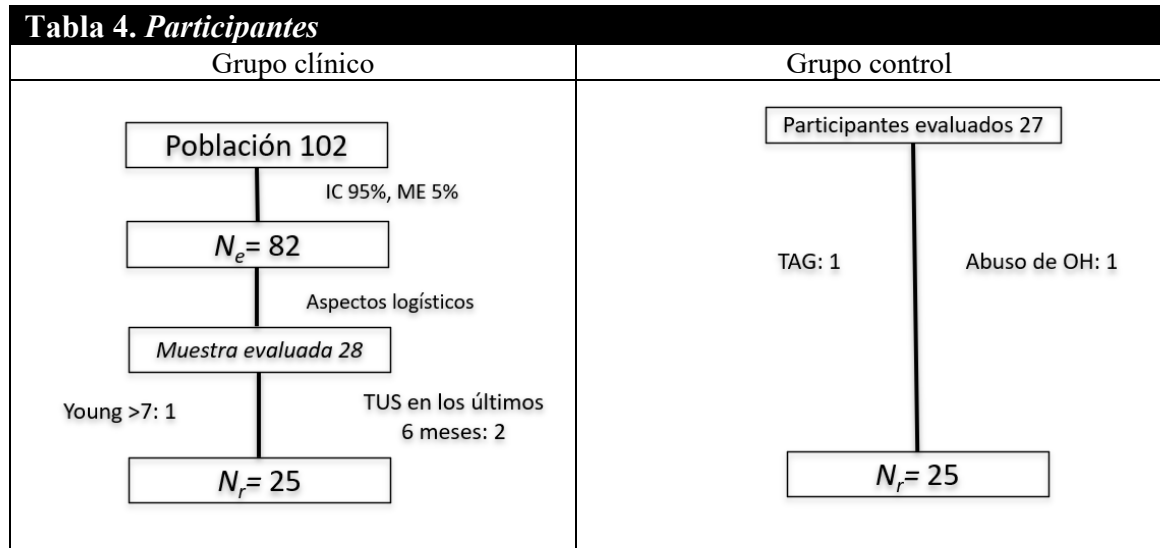 Tabla 4. Participantes
Grupo clínico
Grupo control
Población 102
IC 95%, ME 5%
Ne= 82
Aspectos logísticos
Muestra evaluada 28
Young >7: 1
TUS en los últimos
6 meses: 2
Nr= 25
Participantes evaluados 27
TAG: 1
Abuso de OH: 1
Nr= 25